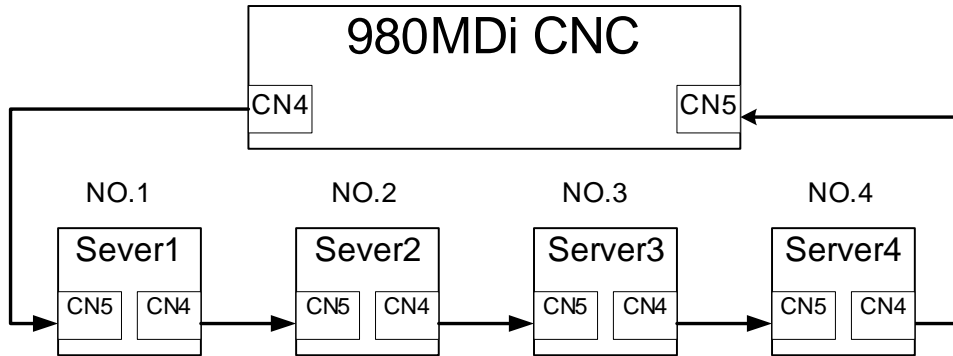 980MDi CNC
CN4 CN5
NO.1 NO.2 NO.3 NO.4
Sever1 Sever2 Server3 Server4
CN5 CN4 CN5 CN4 CN5 CN4 CN5 CN4